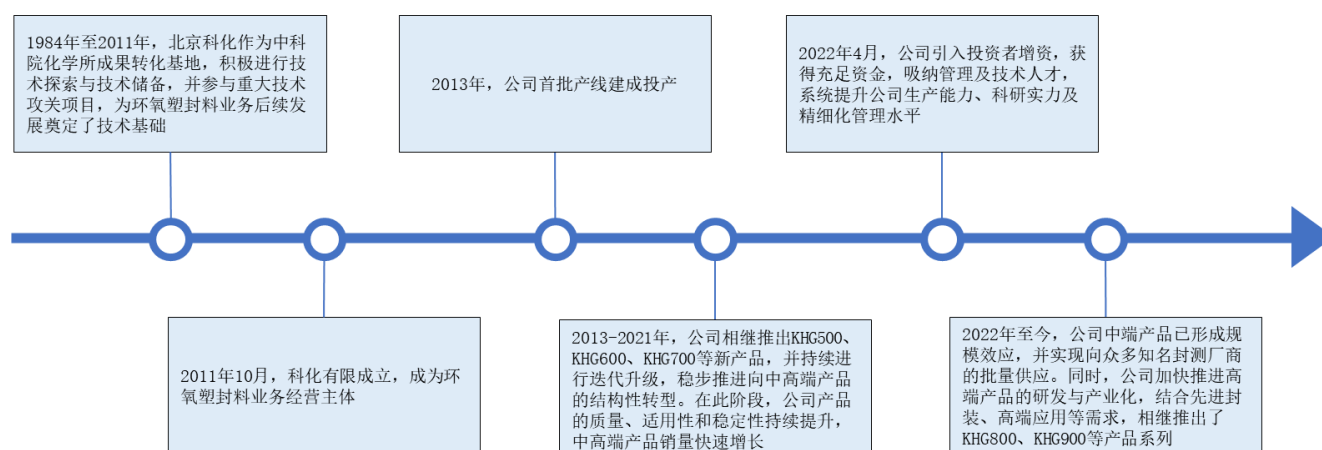 1984年至2011年，北京科化作为中科
院化学所成果转化基地，积极进行技
术探索与技术储备，并参与重大技术
攻关项目，为环氧塑封料业务后续发
展奠定了技术基础
2011年10月，科化有限成立，成为环
氧塑封料业务经营主体
2013年，公司首批产线建成投产
2013-2021年，公司相继推出KHG500、
KHG600、KHG700等新产品，并持续进
行迭代升级，稳步推进向中高端产品
的结构性转型。在此阶段，公司产品
的质量、适用性和稳定性持续提升，
中高端产品销量快速增长
2022年4月，公司引入投资者增资，获
得充足资金，吸纳管理及技术人才，
系统提升公司生产能力、科研实力及
精细化管理水平
2022年至今，公司中端产品已形成规
模效应，并实现向众多知名封测厂商
的批量供应。同时，公司加快推进高
端产品的研发与产业化，结合先进封
装、高端应用等需求，相继推出了
KHG800、KHG900等产品系列